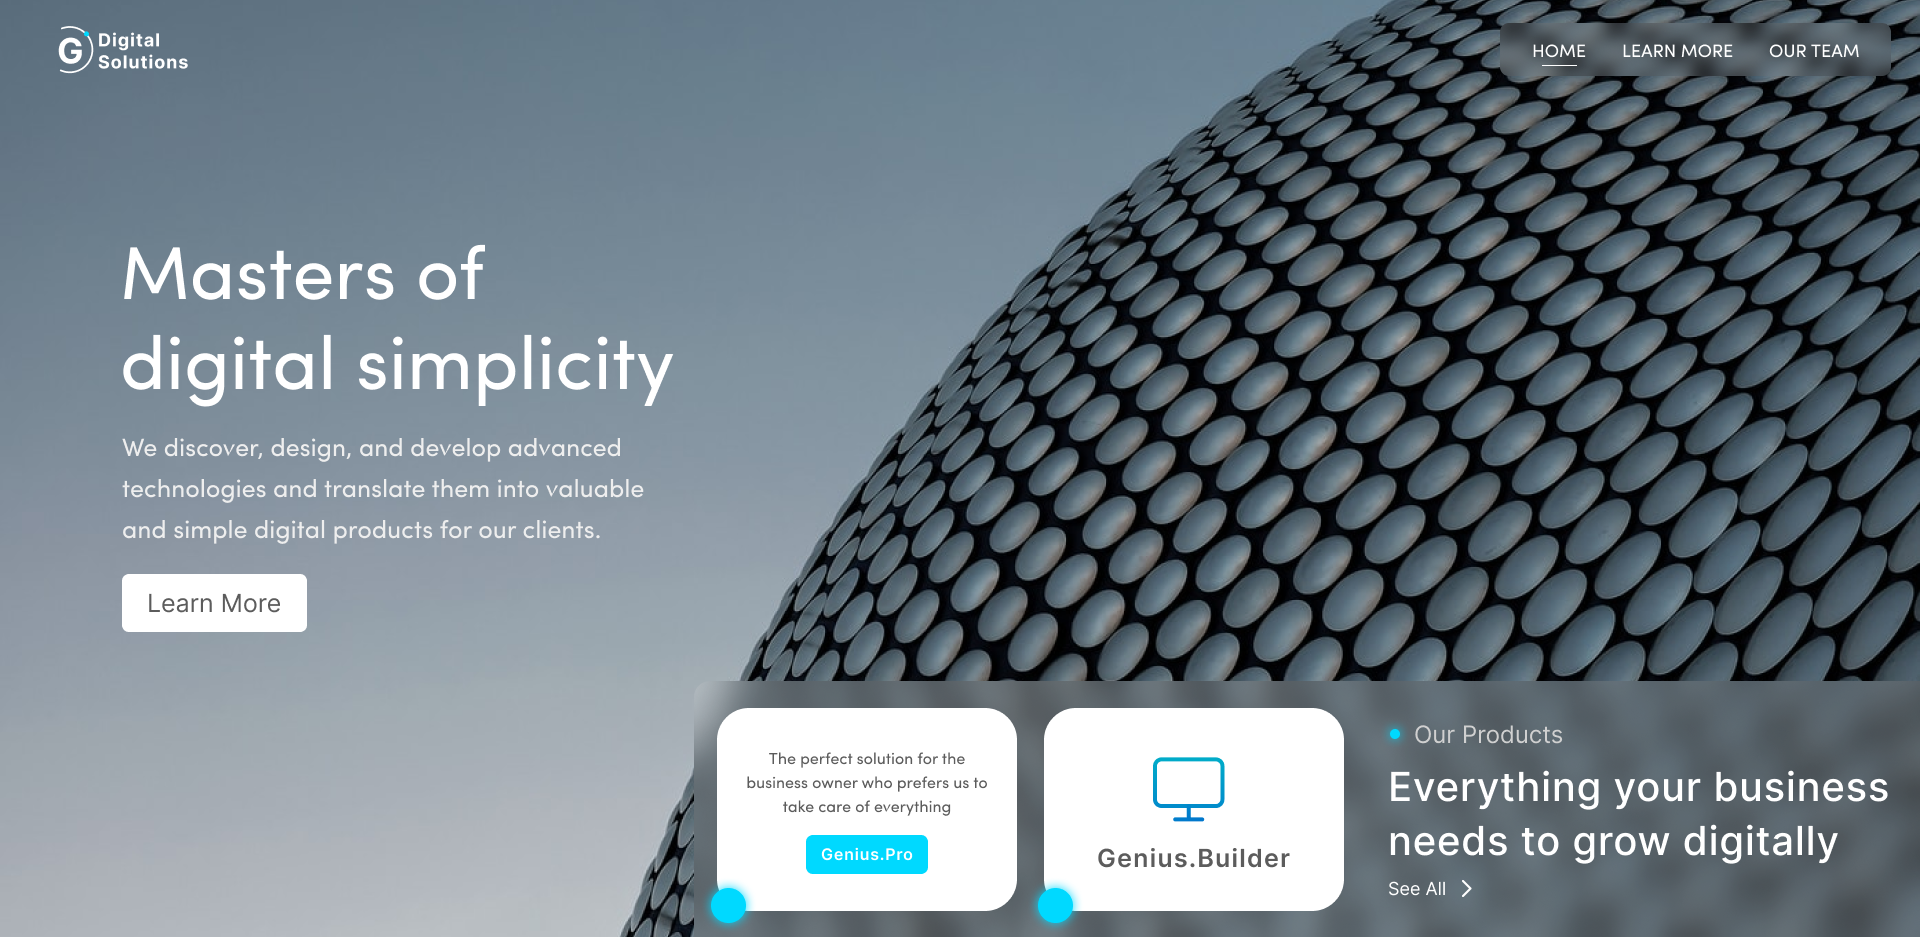 G Digital
Solutions
HOME LEARN MORE OUR TEAM
Masters of
digital simplicity
We discover, design, and develop advanced
technologies and translate them into valuable
and simple digital products for our clients.
Learn More
The perfect solution for the
business owner who prefers us to
take care of everything
Genius.Pro
Genius.Builder
Our Products
Everything your business
needs to grow digitally
See All